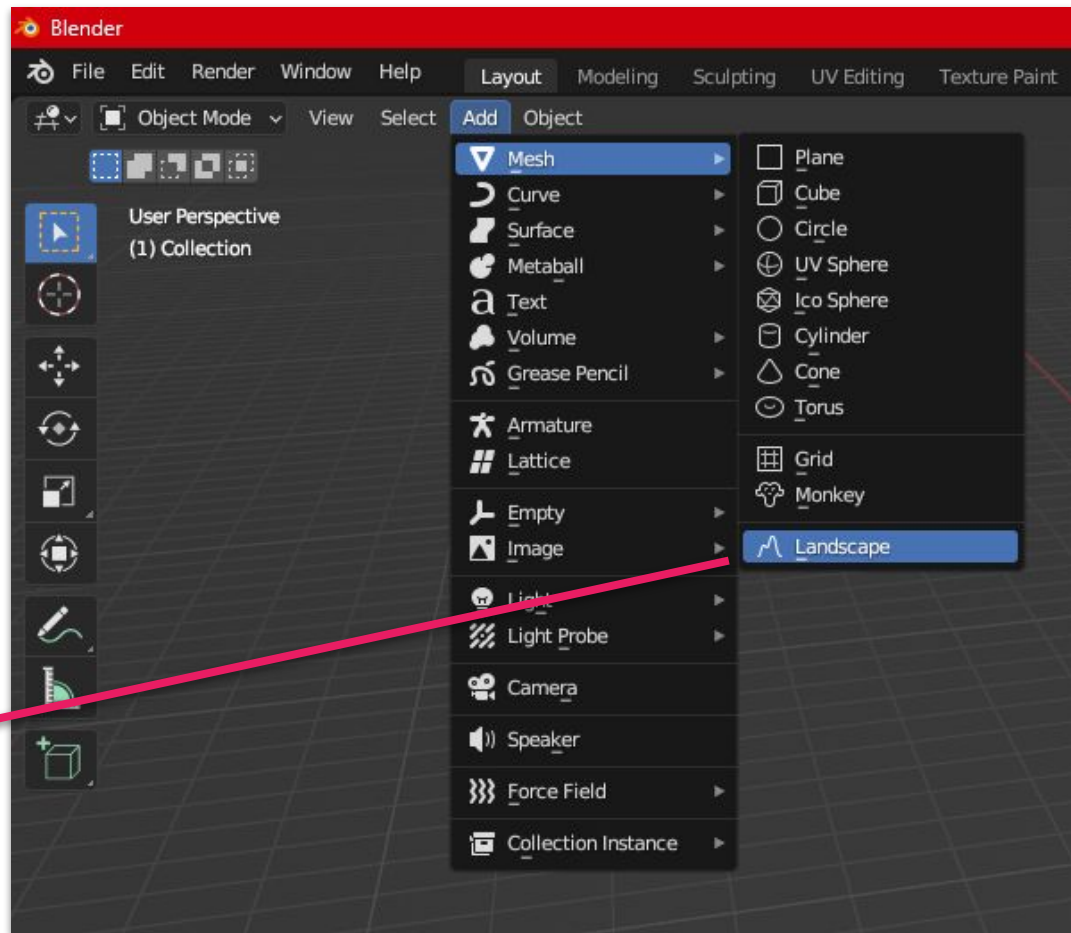 Blender
File Edit Render Window Help Layout Modeling Sculpting UV Editing Texture Paint
Object Mode View Select Add Object
User Perspective
(1) Collection
Mesh
Curve
Surface
Metaball
Text
Volume
Grease Pencil
Armature
Lattice
Empty
Image
Light
Light Probe
Camera
Speaker
Force Field
Collection Instance
Plane
Cube
Circle
UV Sphere
Ico Sphere
Cylinder
Cone
Torus
Grid
Monkey
Landscape